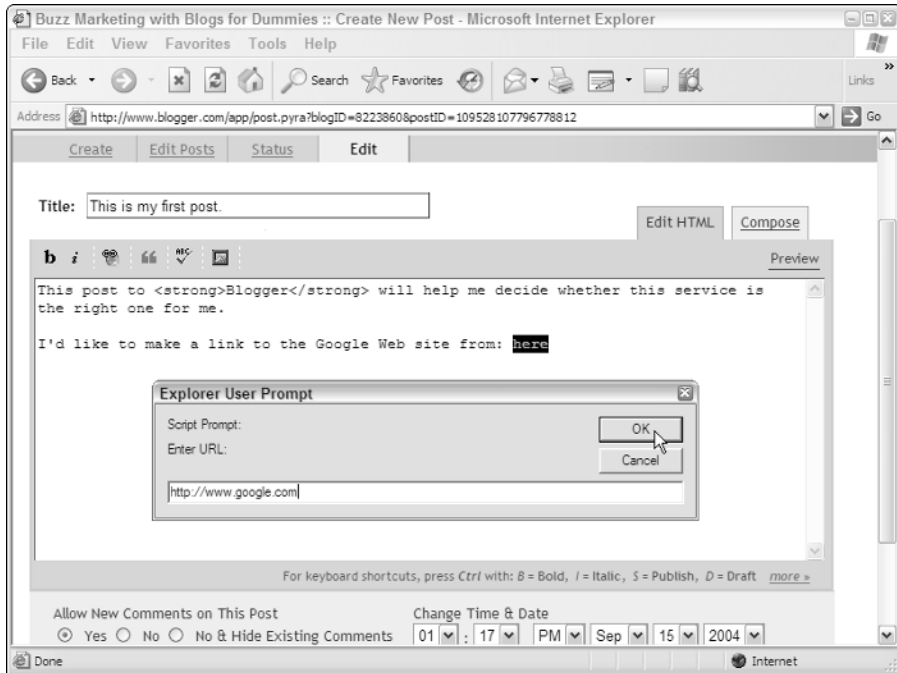 Buzz Marketing with Blogs for Dummies :: Create New Post - Microsoft Internet Explorer
File Edit View Favorites Tools Help
Back Search Favorites » Links
Address http://www.blogger.com/app/post.pyra?blogID=8223860&postID=109528107796778812 Go
Create Edit Posts Status Edit
Title: This is my first post.
Edit HTML Compose
b i ABC Preview
This post to <strong>Blogger</strong> will help me decide whether this service is
the right one for me.
I'd like to make a link to the Google Web site from: here
Explorer User Prompt
Script Prompt: OK
Enter URL: Cancel
http://www.google.com
For keyboard shortcuts, press Ctrl with: B = Bold, I = Italic, S = Publish, D = Draft more »
Allow New Comments on This Post Change Time & Date
Yes No No & Hide Existing Comments 01 : 17 PM Sep 15 2004
Done Internet